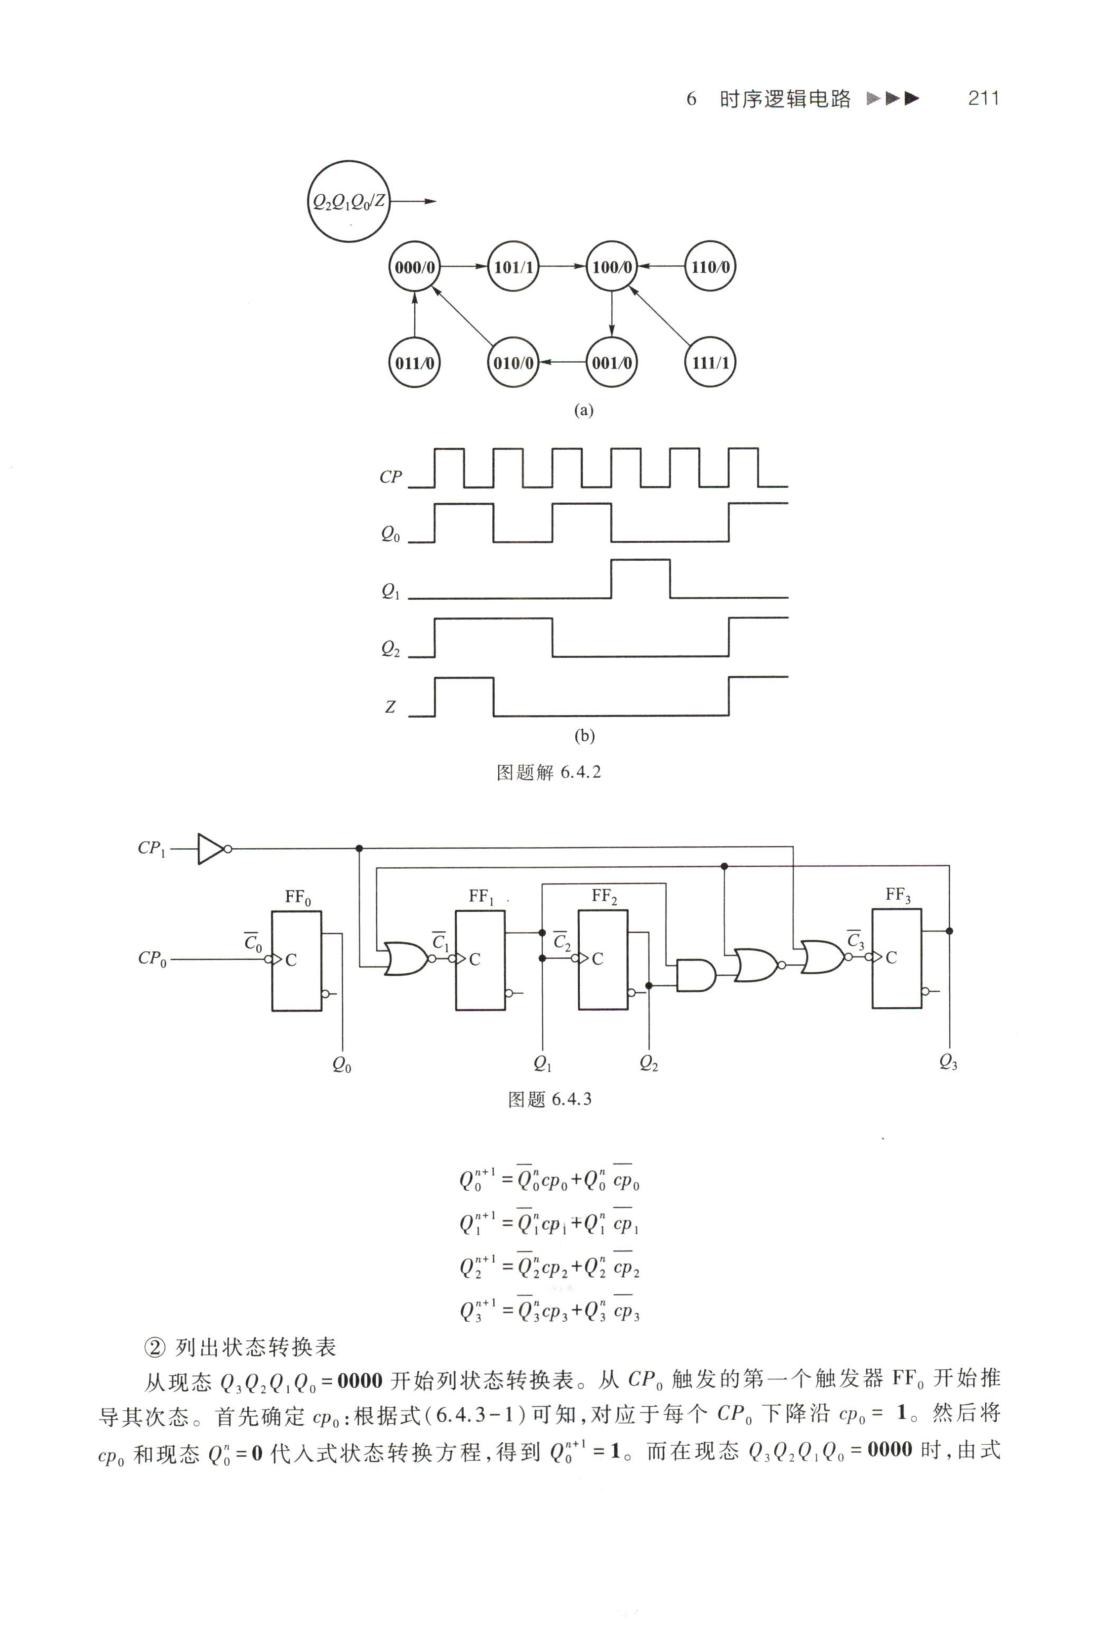 6 时序逻辑电路 211
Q₂Q₁Q₀/Z
000/0 101/1 100/0 110/0
011/0 010/0 001/0 111/1
(a)
CP
Q₀
Q₁
Q₂
Z
(b)
图题解 6.4.2
CP₁
FF₀ FF₁ FF₂ FF₃
C̅₀ C̅₁ C̅₂ C̅₃
CP₀ C C C C
Q₀ Q₁ Q₂ Q₃
图题 6.4.3
Q₀ⁿ⁺¹ = Q̅₀ⁿcp₀+Q₀ⁿ c̅p̅₀
Q₁ⁿ⁺¹ = Q̅₁ⁿcp₁+Q₁ⁿ c̅p̅₁
Q₂ⁿ⁺¹ = Q̅₂ⁿcp₂+Q₂ⁿ c̅p̅₂
Q₃ⁿ⁺¹ = Q̅₃ⁿcp₃+Q₃ⁿ c̅p̅₃
② 列出状态转换表
从现态 Q₃Q₂Q₁Q₀=0000 开始列状态转换表。从 CP₀ 触发的第一个触发器 FF₀ 开始推
导其次态。首先确定 cp₀:根据式(6.4.3-1)可知,对应于每个 CP₀ 下降沿 cp₀= 1。然后将
cp₀ 和现态 Q₀ⁿ=0 代入式状态转换方程,得到 Q₀ⁿ⁺¹=1。而在现态 Q₃Q₂Q₁Q₀=0000 时,由式